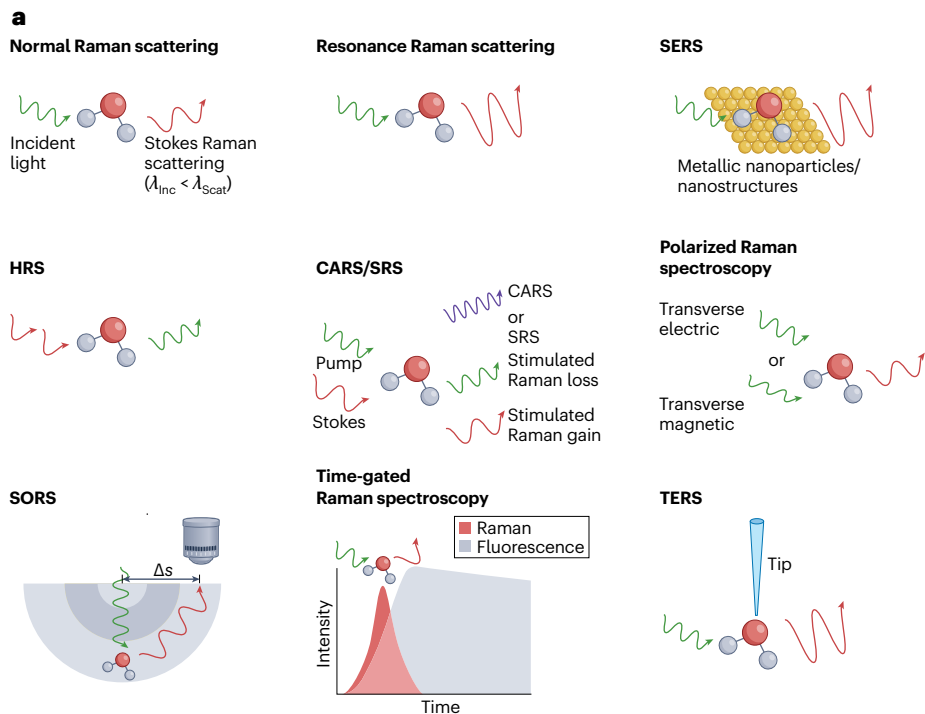 a
Normal Raman scattering
Incident
light
Stokes Raman
scattering
(λInc < λScat)
Resonance Raman scattering
SERS
Metallic nanoparticles/
nanostructures
HRS
CARS/SRS
Pump
Stokes
CARS
or
SRS
Stimulated
Raman loss
Stimulated
Raman gain
Polarized Raman
spectroscopy
Transverse
electric
or
Transverse
magnetic
SORS
Δs
Time-gated
Raman spectroscopy
Raman
Fluorescence
Intensity
Time
TERS
Tip